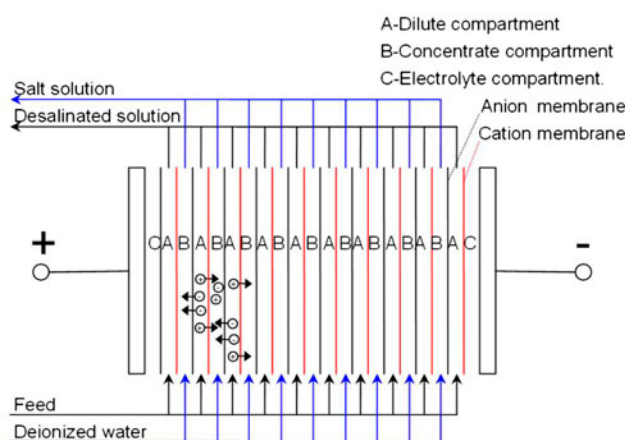 A-Dilute compartment
B-Concentrate compartment
C-Electrolyte compartment.
Salt solution
Desalinated solution
Anion membrane
Cation membrane
+
-
CABABABABABABABABABAC
Feed
Deionized water